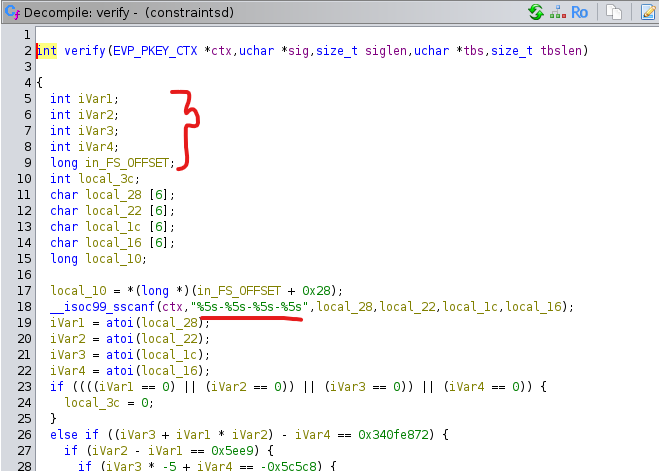 Decompile: verify - (constraintsd)
Ro
1
2 int verify(EVP_PKEY_CTX *ctx,uchar *sig,size_t siglen,uchar *tbs,size_t tbslen)
3
4 {
5 int iVar1;
6 int iVar2;
7 int iVar3;
8 int iVar4;
9 long in_FS_OFFSET;
10 int local_3c;
11 char local_28 [6];
12 char local_22 [6];
13 char local_1c [6];
14 char local_16 [6];
15 long local_10;
16
17 local_10 = *(long *)(in_FS_OFFSET + 0x28);
18 __isoc99_sscanf(ctx,"%5s-%5s-%5s-%5s",local_28,local_22,local_1c,local_16);
19 iVar1 = atoi(local_28);
20 iVar2 = atoi(local_22);
21 iVar3 = atoi(local_1c);
22 iVar4 = atoi(local_16);
23 if ((((iVar1 == 0) || (iVar2 == 0)) || (iVar3 == 0)) || (iVar4 == 0)) {
24 local_3c = 0;
25 }
26 else if ((iVar3 + iVar1 * iVar2) - iVar4 == 0x340fe872) {
27 if (iVar2 - iVar1 == 0x5ee9) {
28 if (iVar3 * -5 + iVar4 == -0x5c5c8) {